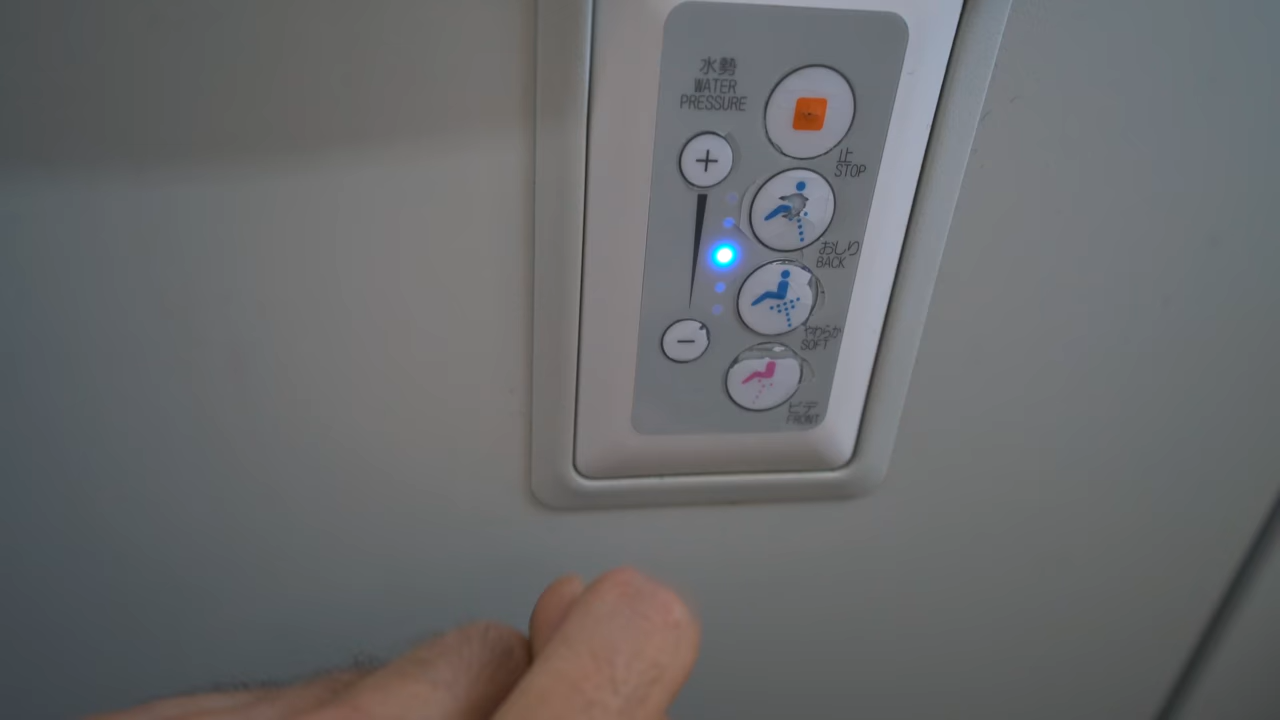 水勢
WATER
PRESSURE
+
止
STOP
おしり
BACK
やわらか
SOFT
−
ビデ
FRONT